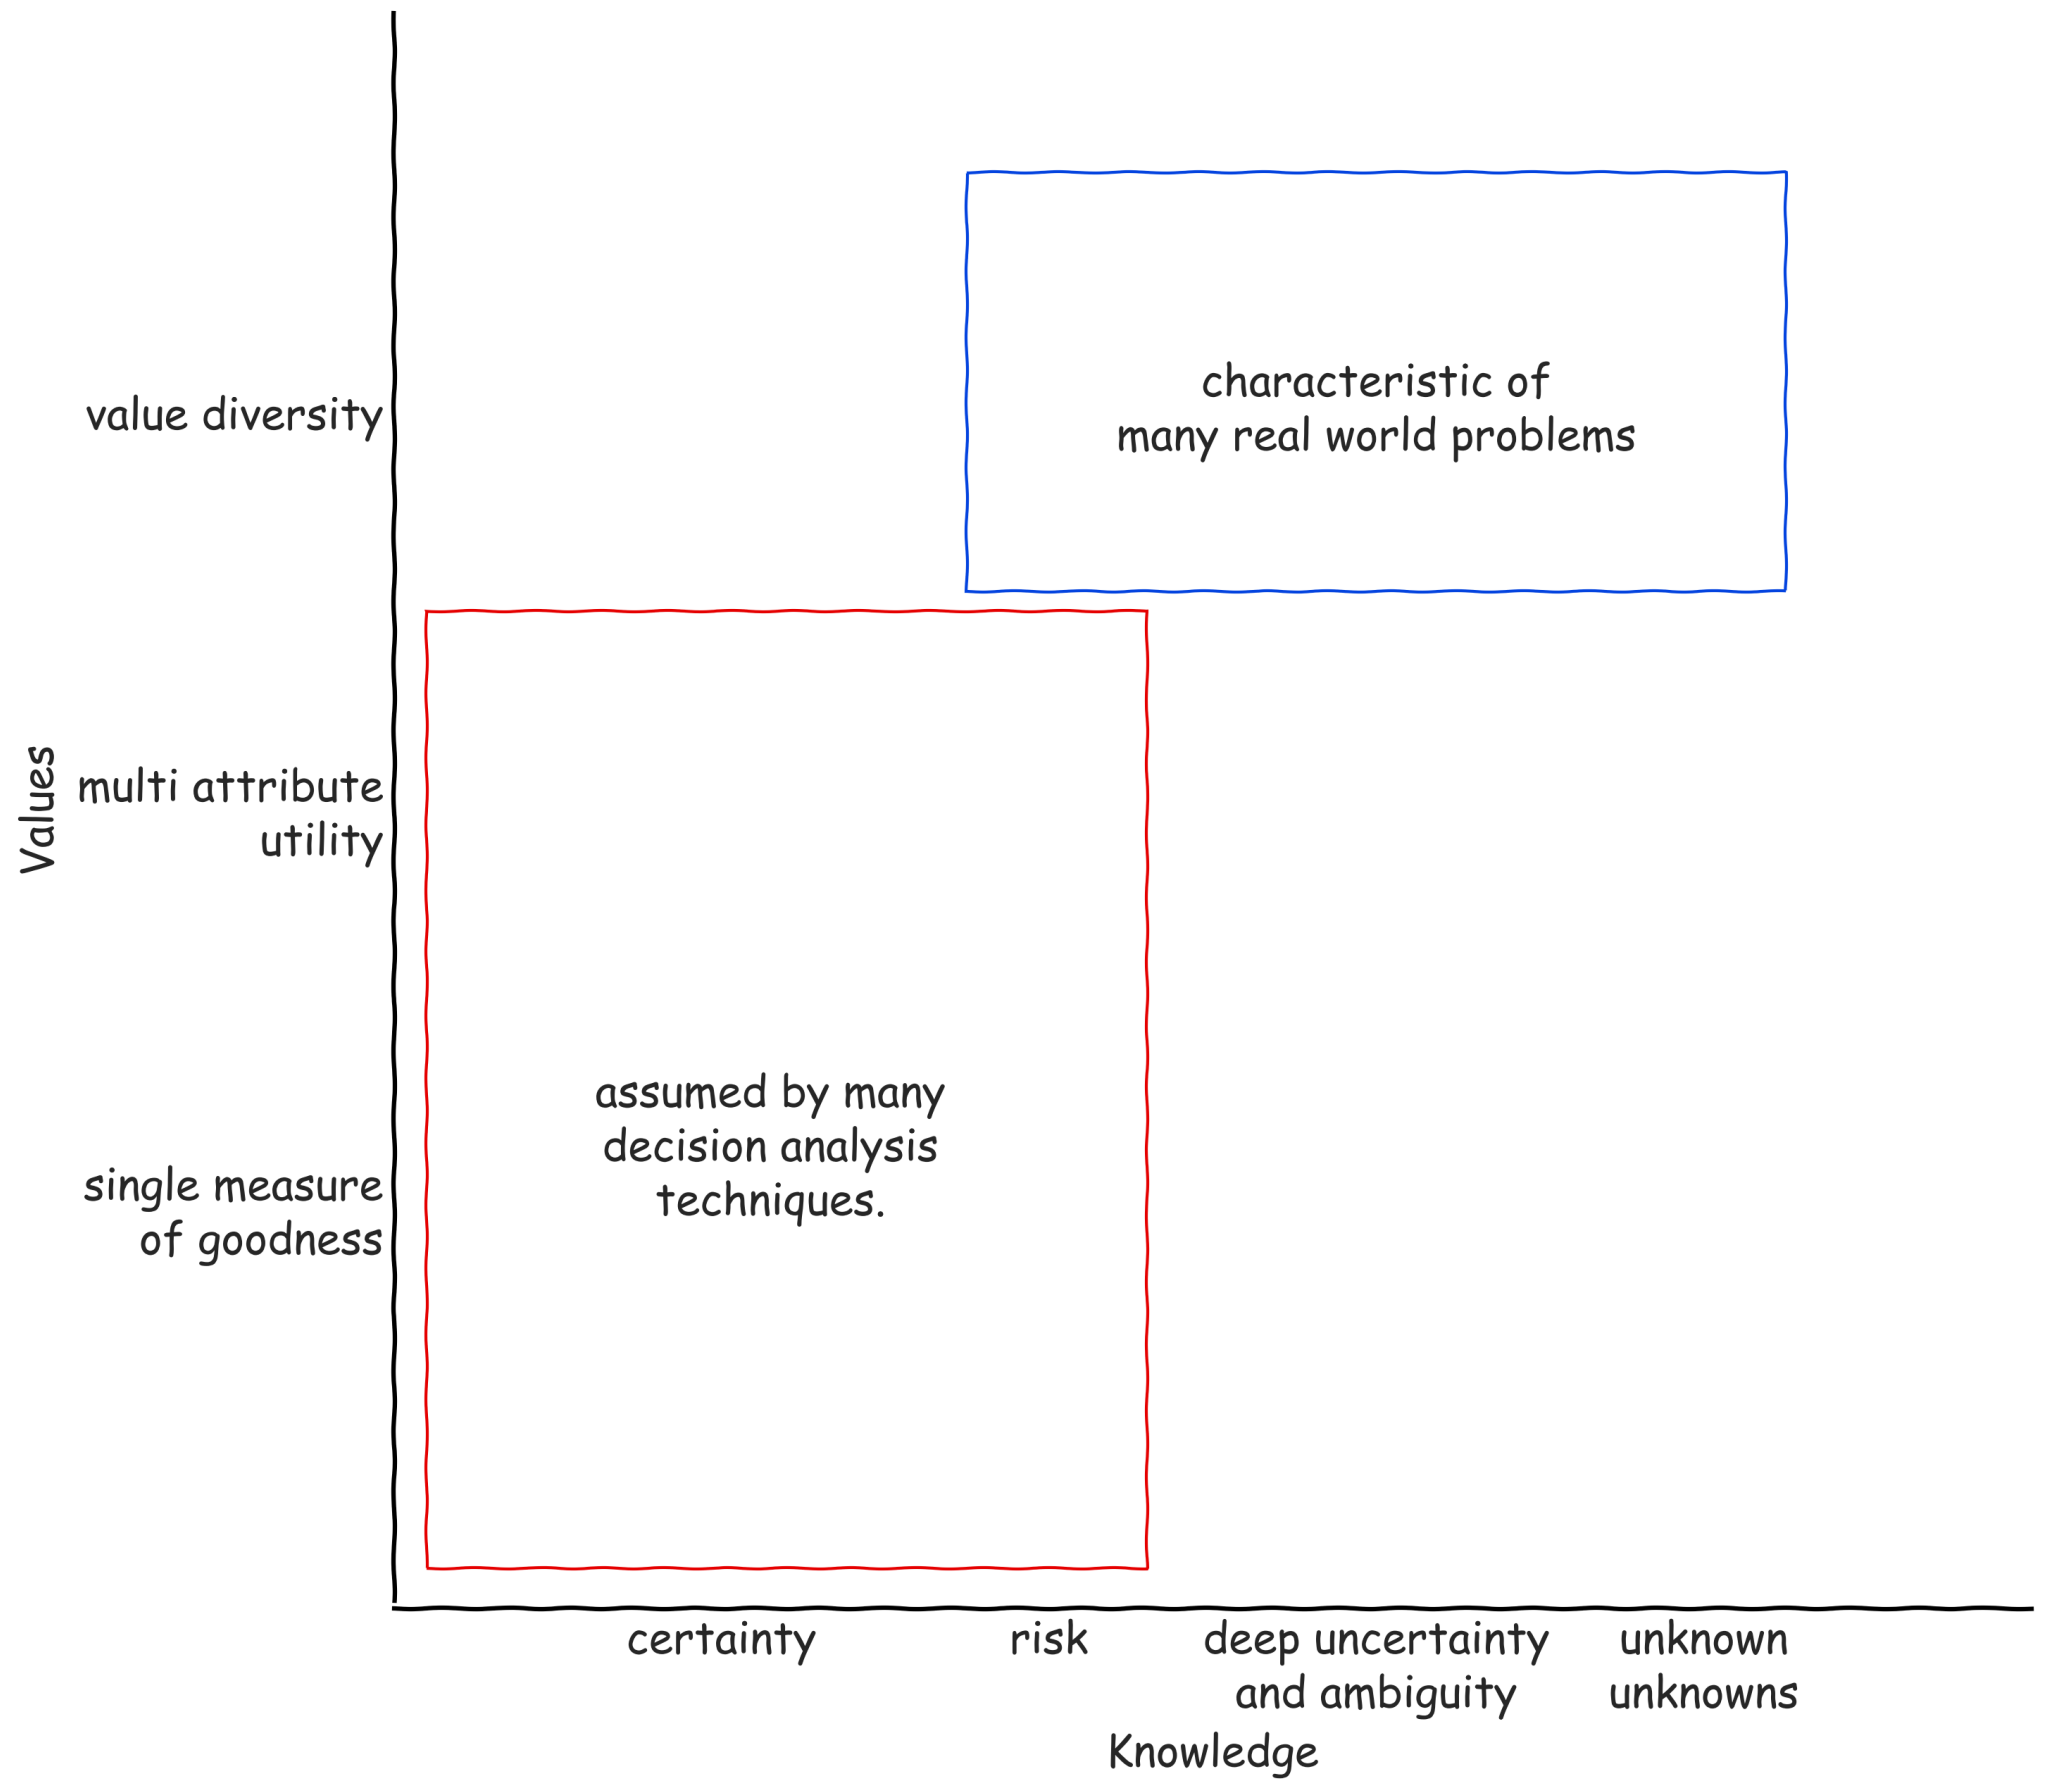 characteristic of
many real world problems
value diversity
Values
multi attribute
utility
assumed by many
decision analysis
techniques.
single measure
of goodness
certainty
risk
deep uncertainty
and ambiguity
unknown
unknowns
Knowledge